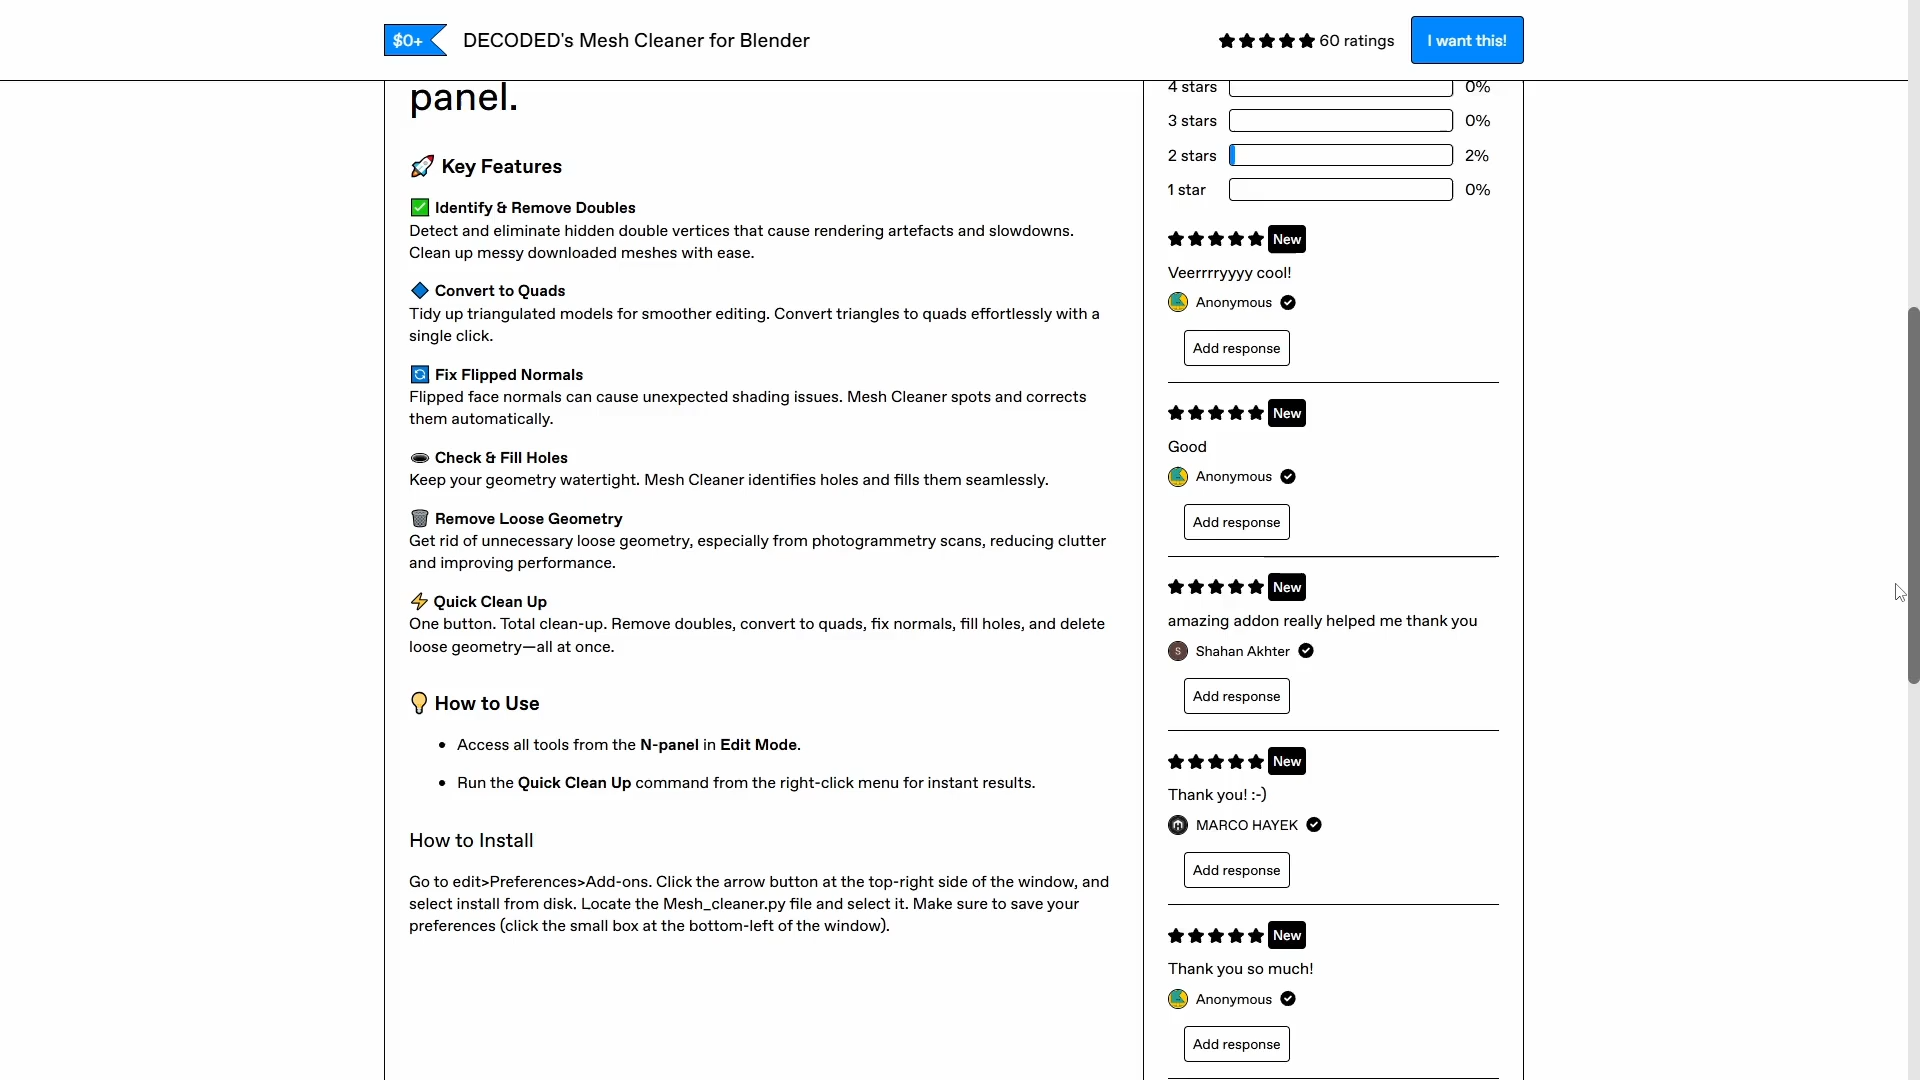 $0+
DECODED's Mesh Cleaner for Blender
60 ratings
I want this!
panel.
🚀 Key Features
✅ Identify & Remove Doubles
Detect and eliminate hidden double vertices that cause rendering artefacts and slowdowns.
Clean up messy downloaded meshes with ease.
🔷 Convert to Quads
Tidy up triangulated models for smoother editing. Convert triangles to quads effortlessly with a
single click.
🔄 Fix Flipped Normals
Flipped face normals can cause unexpected shading issues. Mesh Cleaner spots and corrects
them automatically.
🕳️ Check & Fill Holes
Keep your geometry watertight. Mesh Cleaner identifies holes and fills them seamlessly.
🗑️ Remove Loose Geometry
Get rid of unnecessary loose geometry, especially from photogrammetry scans, reducing clutter
and improving performance.
⚡ Quick Clean Up
One button. Total clean-up. Remove doubles, convert to quads, fix normals, fill holes, and delete
loose geometry—all at once.
💡 How to Use
• Access all tools from the N-panel in Edit Mode.
• Run the Quick Clean Up command from the right-click menu for instant results.
How to Install
Go to edit>Preferences>Add-ons. Click the arrow button at the top-right side of the window, and
select install from disk. Locate the Mesh_cleaner.py file and select it. Make sure to save your
preferences (click the small box at the bottom-left of the window).
4 stars 0%
3 stars 0%
2 stars 2%
1 star 0%
★★★★★ New
Veerrrryyyy cool!
Anonymous
Add response
★★★★★ New
Good
Anonymous
Add response
★★★★★ New
amazing addon really helped me thank you
S Shahan Akhter
Add response
★★★★★ New
Thank you! :-)
MARCO HAYEK
Add response
★★★★★ New
Thank you so much!
Anonymous
Add response